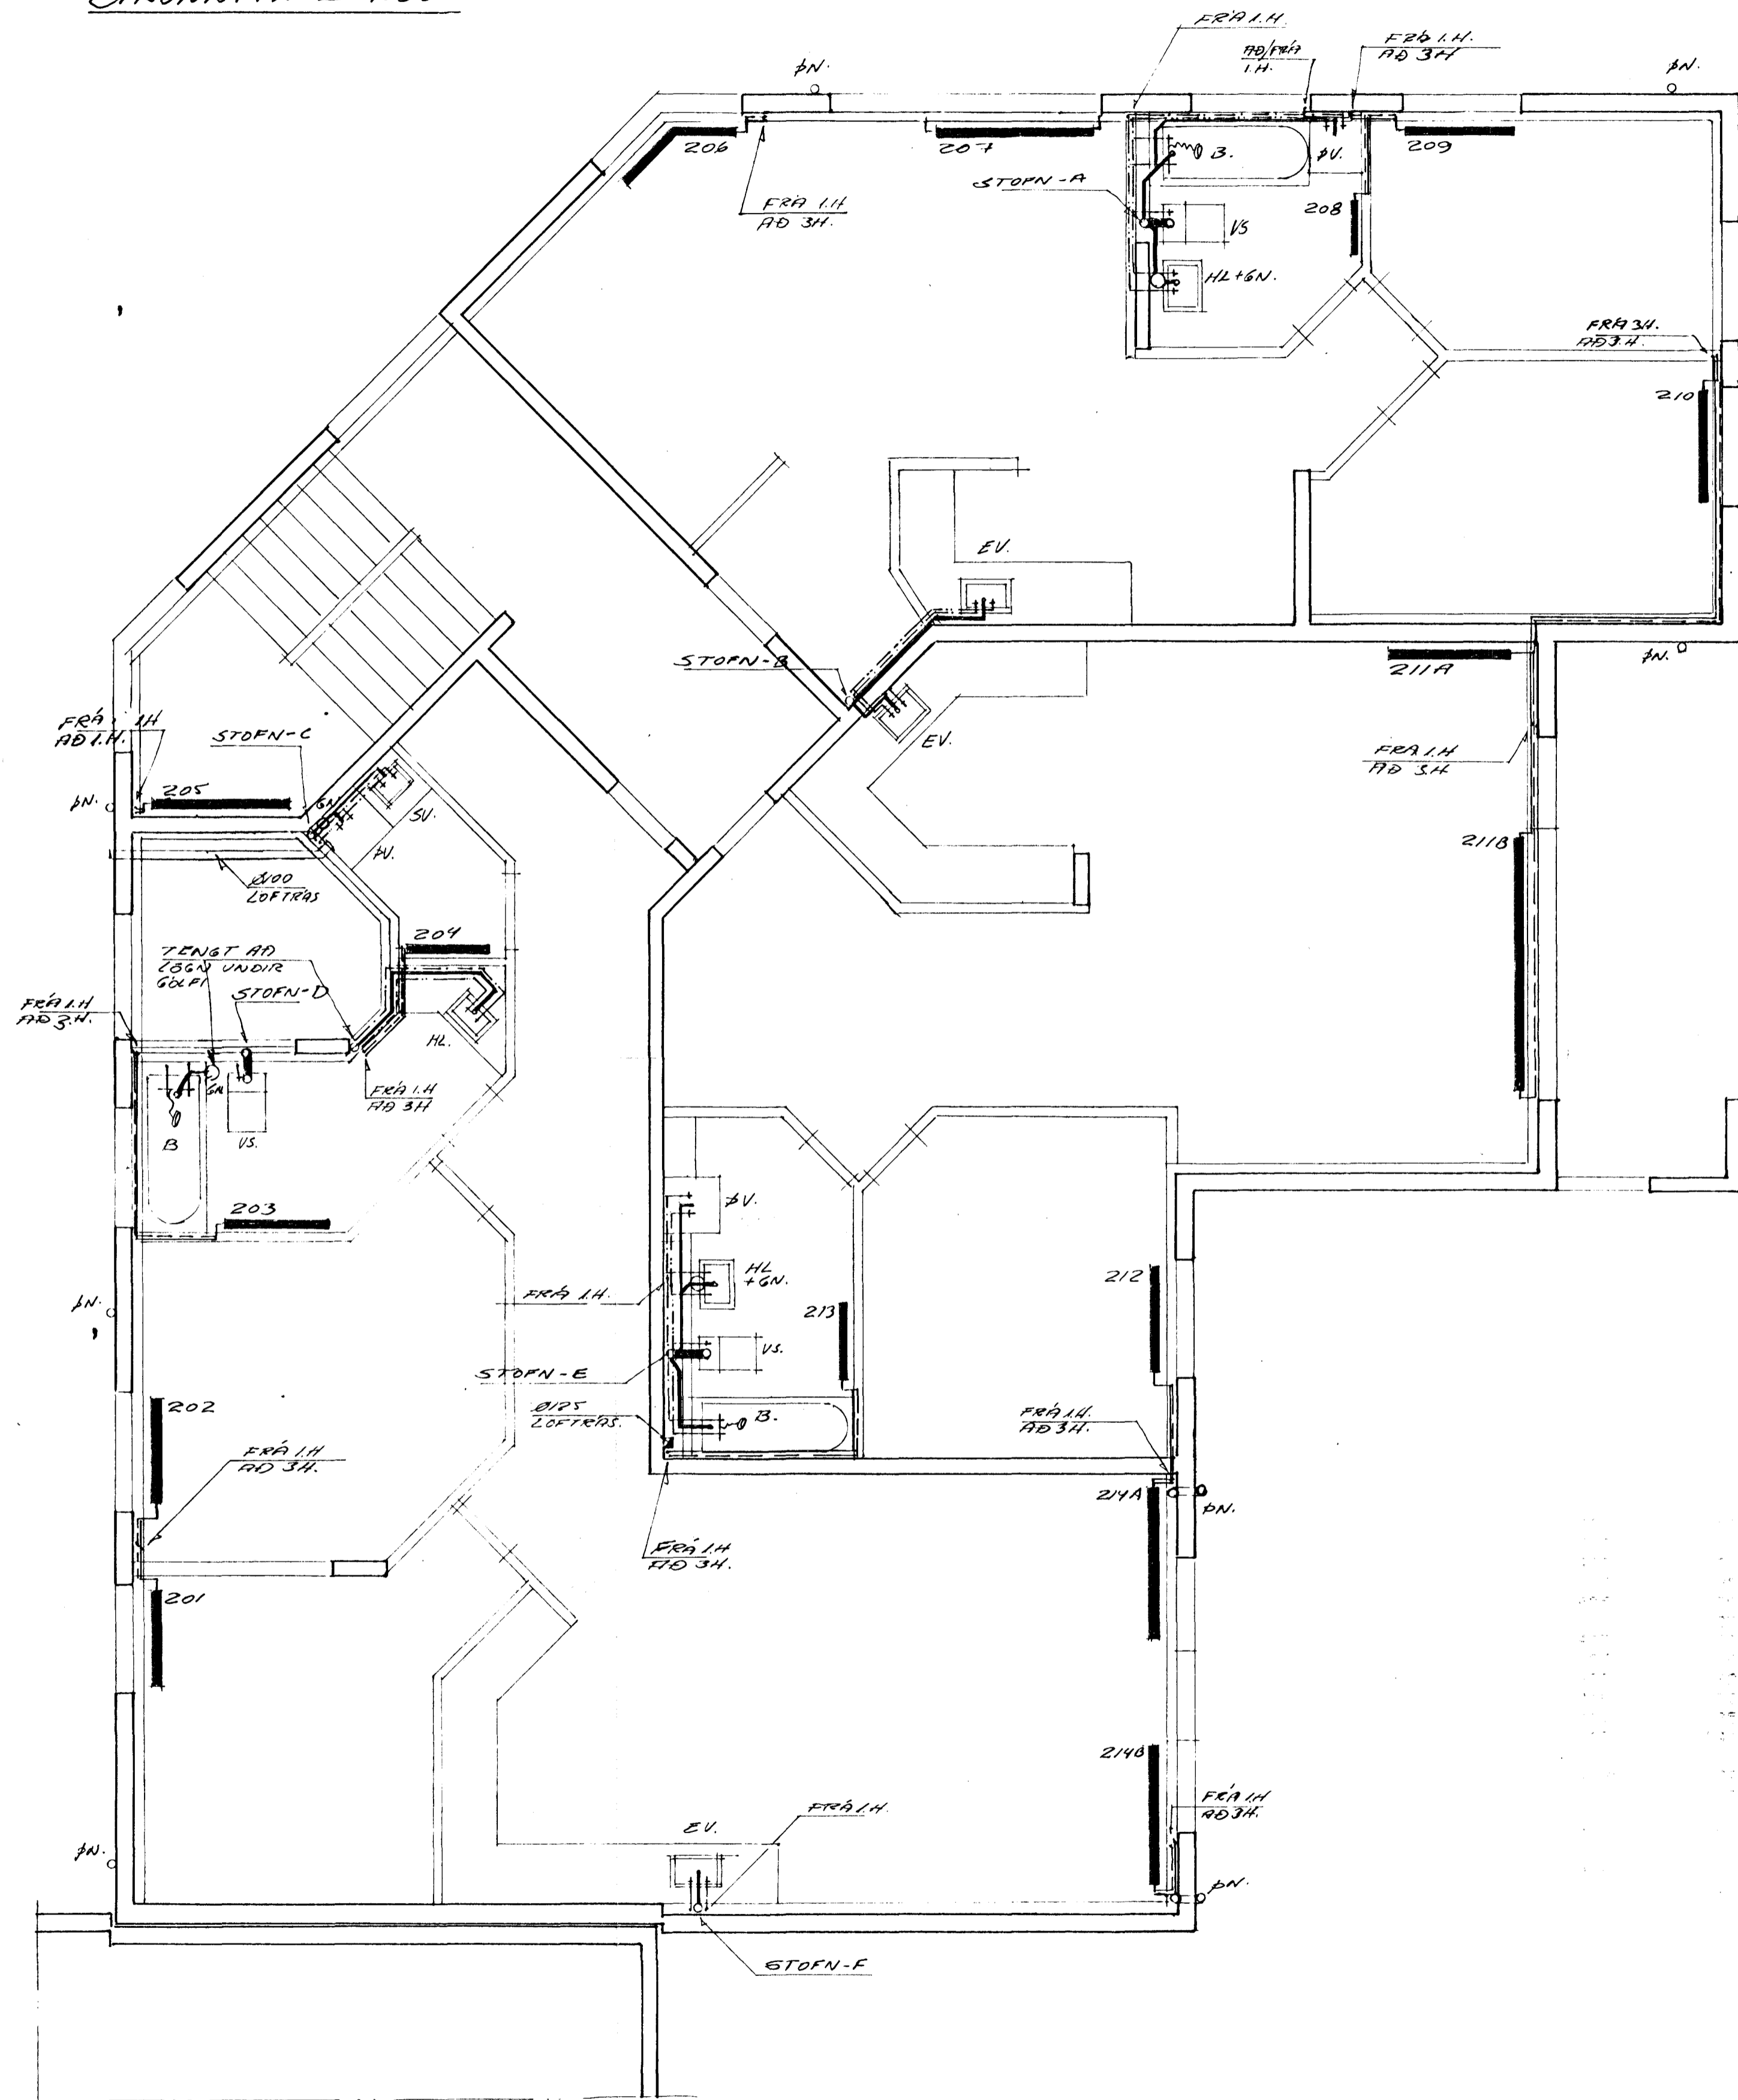 FRÁ 1.H.
AÐ/FRÁ
1.H.
FRÁ 1.H.
AÐ 3H
ÞN.
ÞN.
206
207
B.
ÞV.
209
STOFN-A
FRÁ 1.H
AÐ 3H.
208
VS
HL+GN.
FRÁ 3H.
AÐ 3.H.
210
EV.
STOFN-B
211A
ÞN.
EV.
FRÁ 1.H
AÐ 1.H.
STOFN-C
FRÁ 1.H
AÐ 3.H
ÞN.
205
GN
SV.
ÞV.
211B
Ø100
LOFTRÁS
204
TENGT AÐ
LÖGN UNDIR
GÓLFI
STOFN-D
FRÁ 1.H
AÐ 3.H.
HL.
GN
FRÁ 1.H
AÐ 3H
B
VS.
203
ÞV.
HL
+GN.
212
FRÁ 1.H.
213
ÞN.
VS.
STOFN-E
202
Ø125
LOFTRÁS.
B.
FRÁ 1.H.
AÐ 3H.
FRÁ 1.H
AÐ 3H.
214A
ÞN.
FRÁ 1.H
AÐ 3H.
201
214B
FRÁ 1.H
AÐ 3H.
FRÁ 1.H.
EV.
ÞN.
ÞN.
STOFN-F